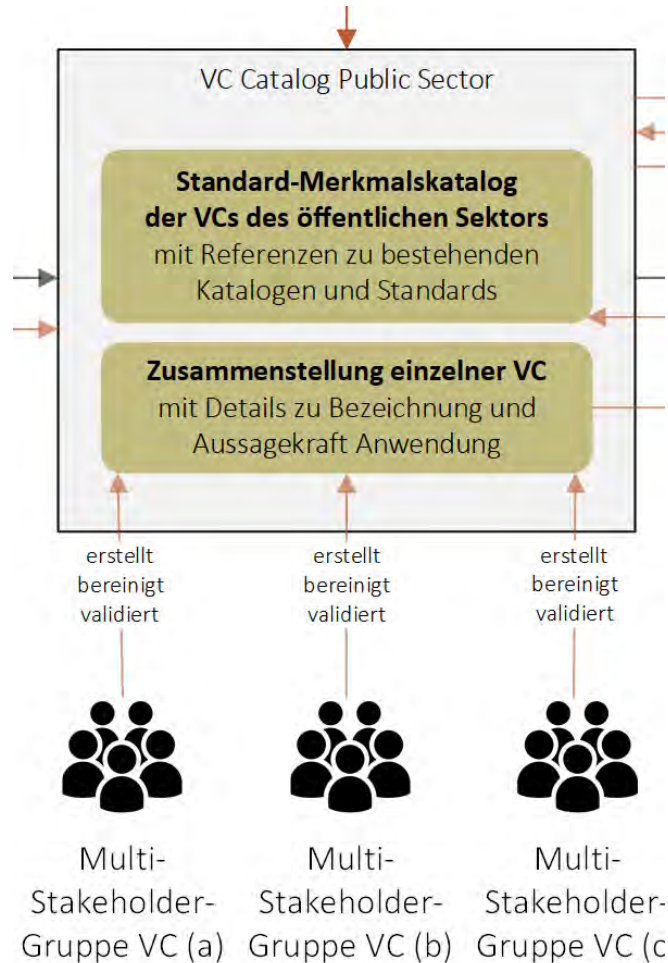 VC Catalog Public Sector
Standard-Merkmalskatalog
der VCs des öffentlichen Sektors
mit Referenzen zu bestehenden
Katalogen und Standards
Zusammenstellung einzelner VC
mit Details zu Bezeichnung und
Aussagekraft Anwendung
erstellt
bereinigt
validiert
erstellt
bereinigt
validiert
erstellt
bereinigt
validiert
Multi-
Stakeholder-
Gruppe VC (a)
Multi-
Stakeholder-
Gruppe VC (b)
Multi-
Stakeholder-
Gruppe VC (c